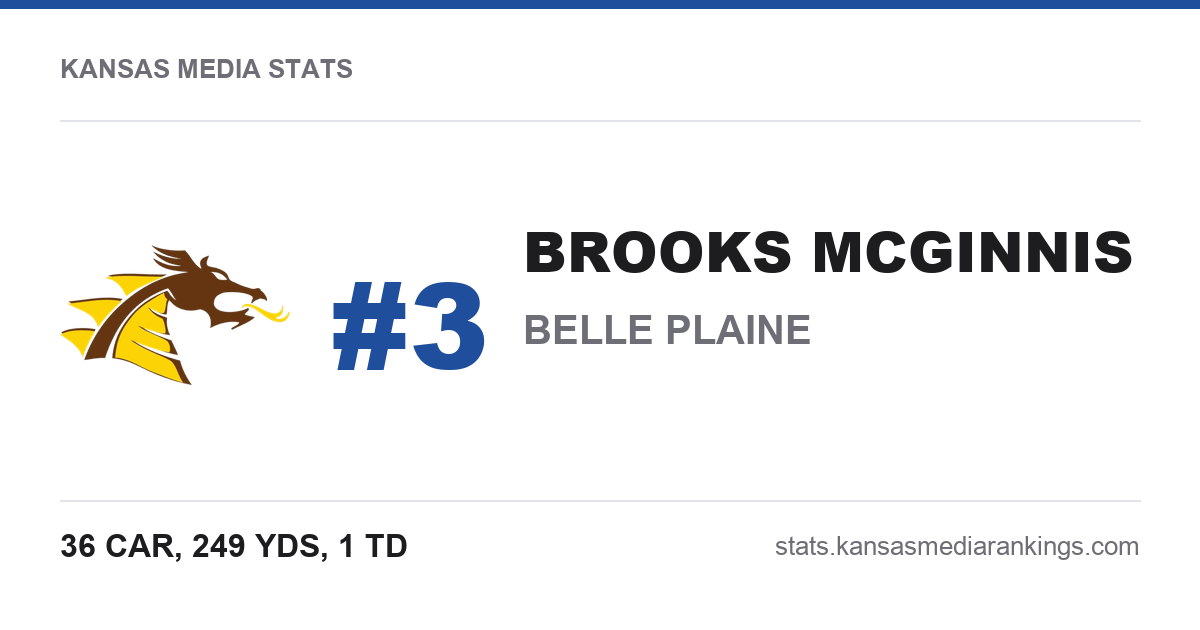 KANSAS MEDIA STATS
#3
BROOKS MCGINNIS
BELLE PLAINE
36 CAR, 249 YDS, 1 TD
stats.kansasmediarankings.com